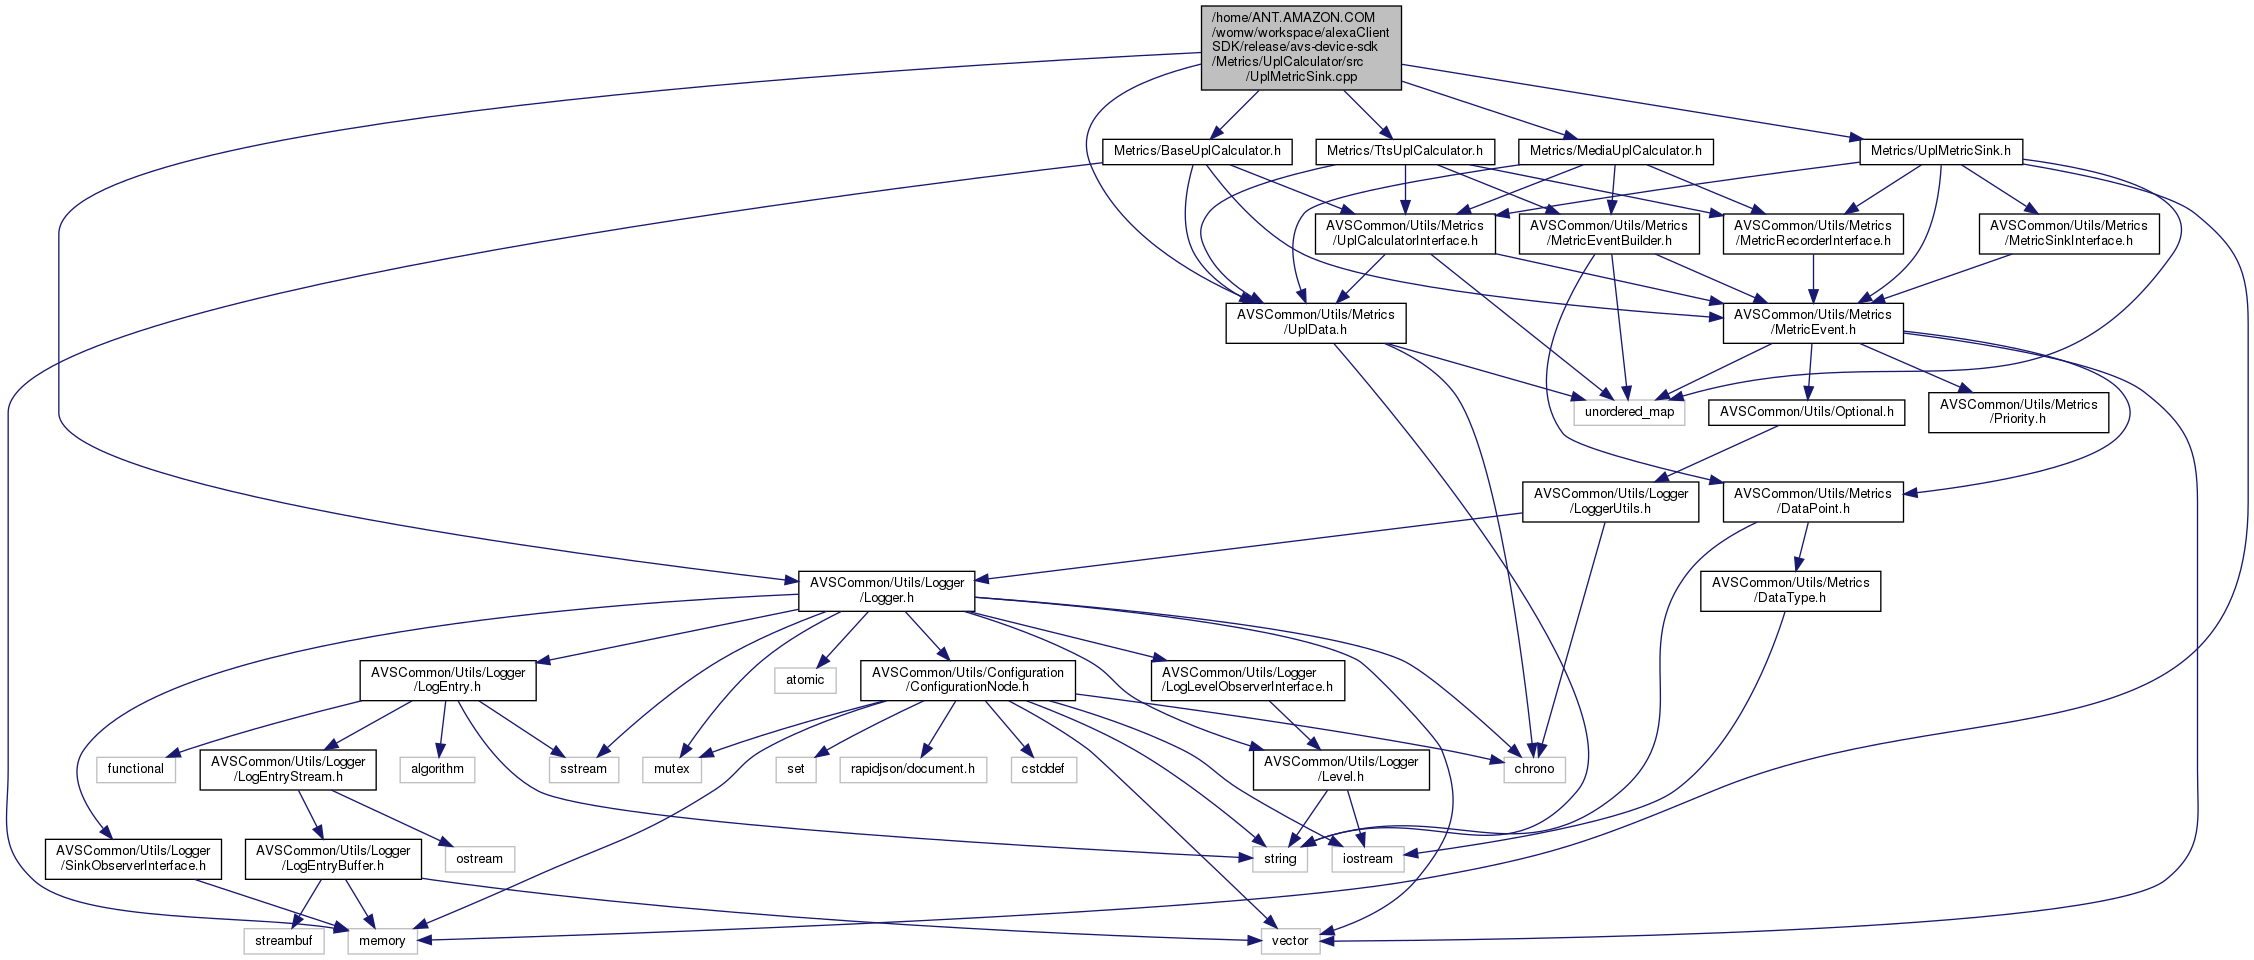 /home/ANT.AMAZON.COM
/womw/workspace/alexaClient
SDK/release/avs-device-sdk
/Metrics/UplCalculator/src
/UplMetricSink.cpp
Metrics/BaseUplCalculator.h
Metrics/TtsUplCalculator.h
Metrics/MediaUplCalculator.h
Metrics/UplMetricSink.h
AVSCommon/Utils/Metrics
/UplCalculatorInterface.h
AVSCommon/Utils/Metrics
/MetricEventBuilder.h
AVSCommon/Utils/Metrics
/MetricRecorderInterface.h
AVSCommon/Utils/Metrics
/MetricSinkInterface.h
AVSCommon/Utils/Metrics
/UplData.h
AVSCommon/Utils/Metrics
/MetricEvent.h
unordered_map
AVSCommon/Utils/Optional.h
AVSCommon/Utils/Metrics
/Priority.h
AVSCommon/Utils/Logger
/LoggerUtils.h
AVSCommon/Utils/Metrics
/DataPoint.h
AVSCommon/Utils/Logger
/Logger.h
AVSCommon/Utils/Metrics
/DataType.h
AVSCommon/Utils/Logger
/LogEntry.h
atomic
AVSCommon/Utils/Configuration
/ConfigurationNode.h
AVSCommon/Utils/Logger
/LogLevelObserverInterface.h
functional
AVSCommon/Utils/Logger
/LogEntryStream.h
algorithm
sstream
mutex
set
rapidjson/document.h
cstddef
AVSCommon/Utils/Logger
/Level.h
chrono
AVSCommon/Utils/Logger
/SinkObserverInterface.h
AVSCommon/Utils/Logger
/LogEntryBuffer.h
ostream
string
iostream
streambuf
memory
vector